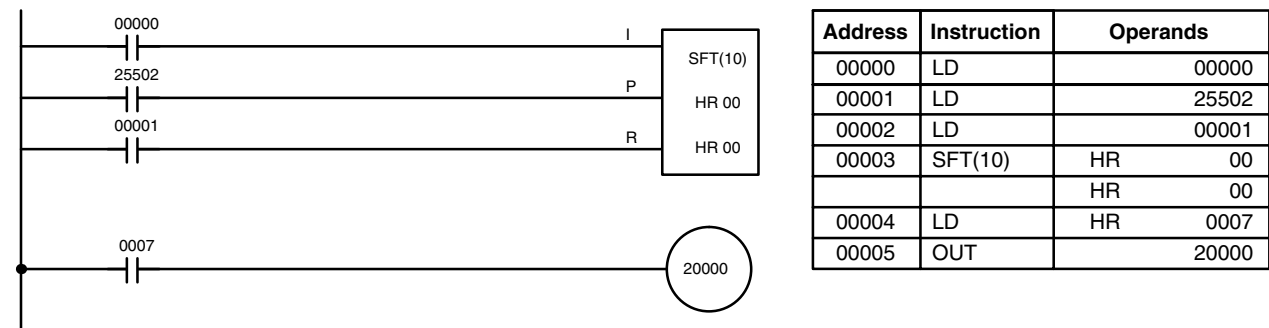 00000
I
SFT(10)
25502
P
HR 00
00001
R
HR 00
0007
20000
Address Instruction Operands
00000 LD 00000
00001 LD 25502
00002 LD 00001
00003 SFT(10) HR 00
HR 00
00004 LD HR 0007
00005 OUT 20000